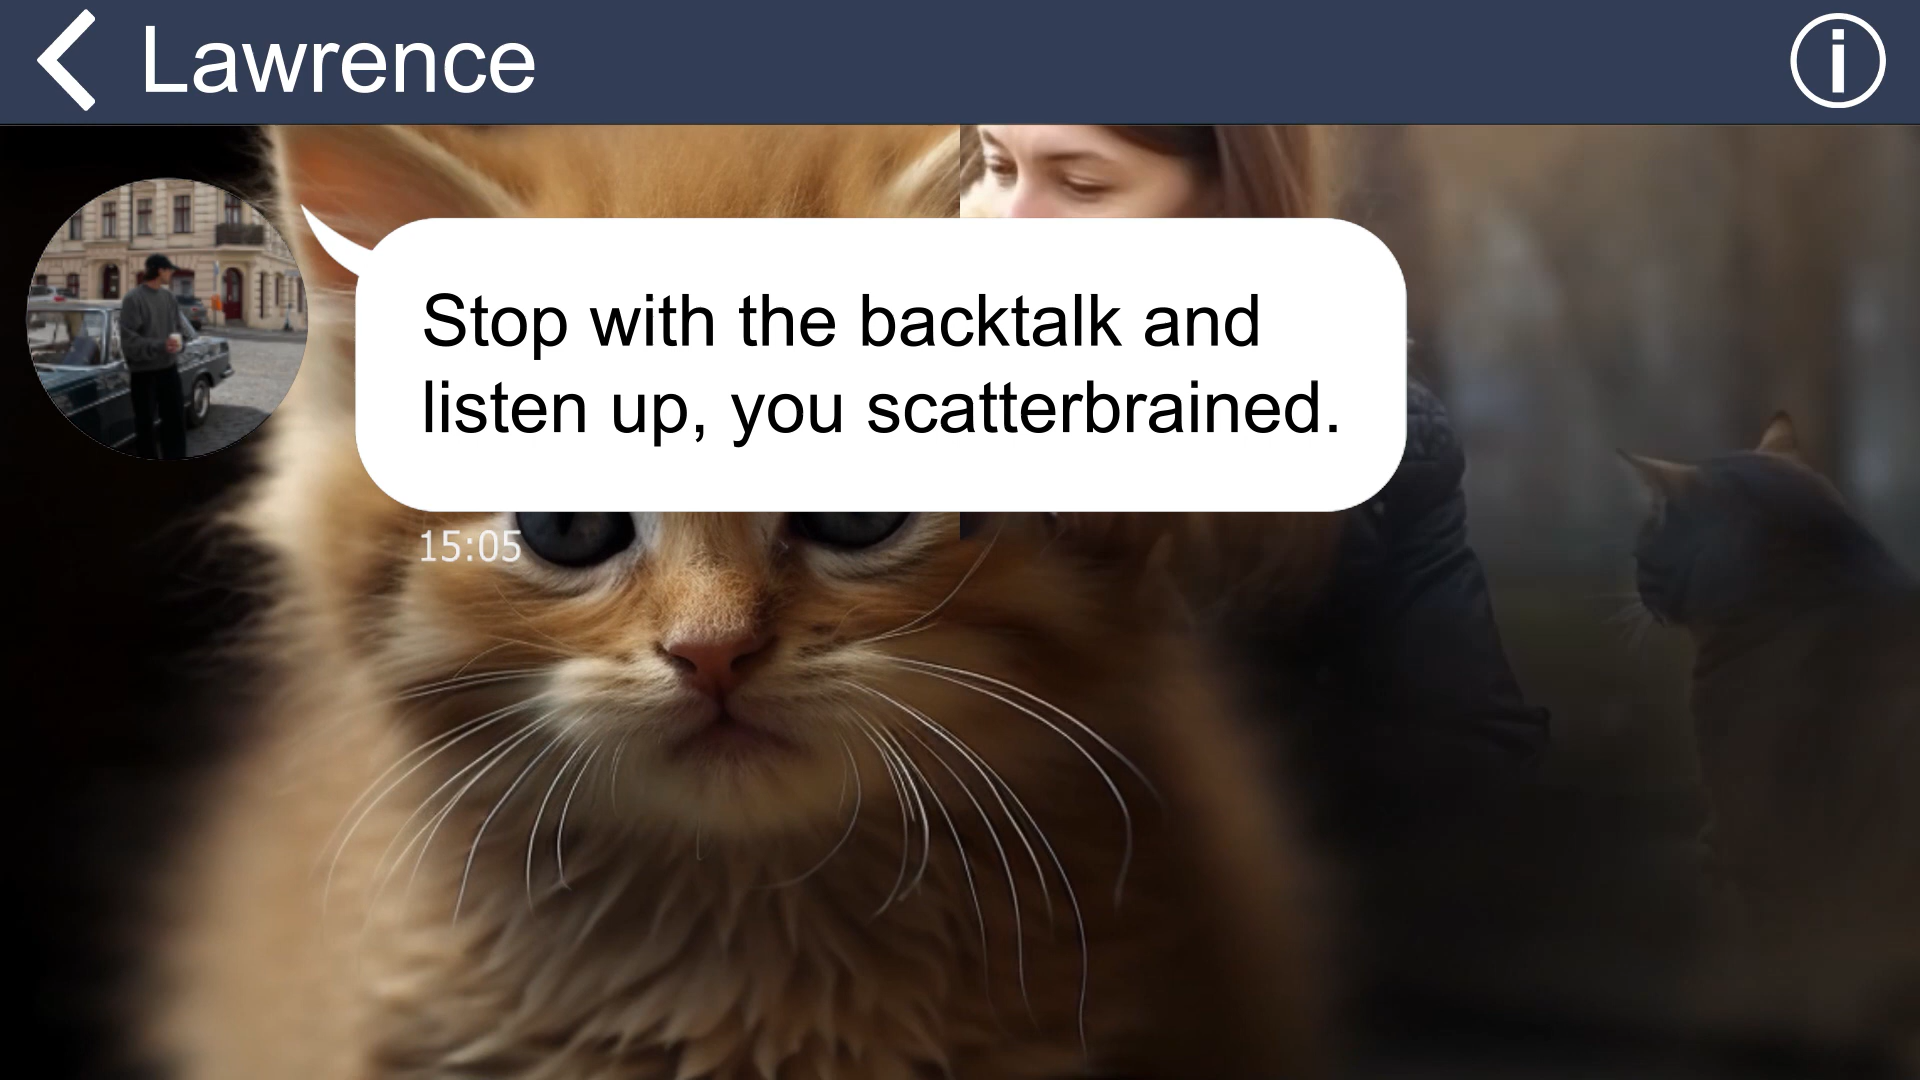 Lawrence
Stop with the backtalk and
listen up, you scatterbrained.
15:05